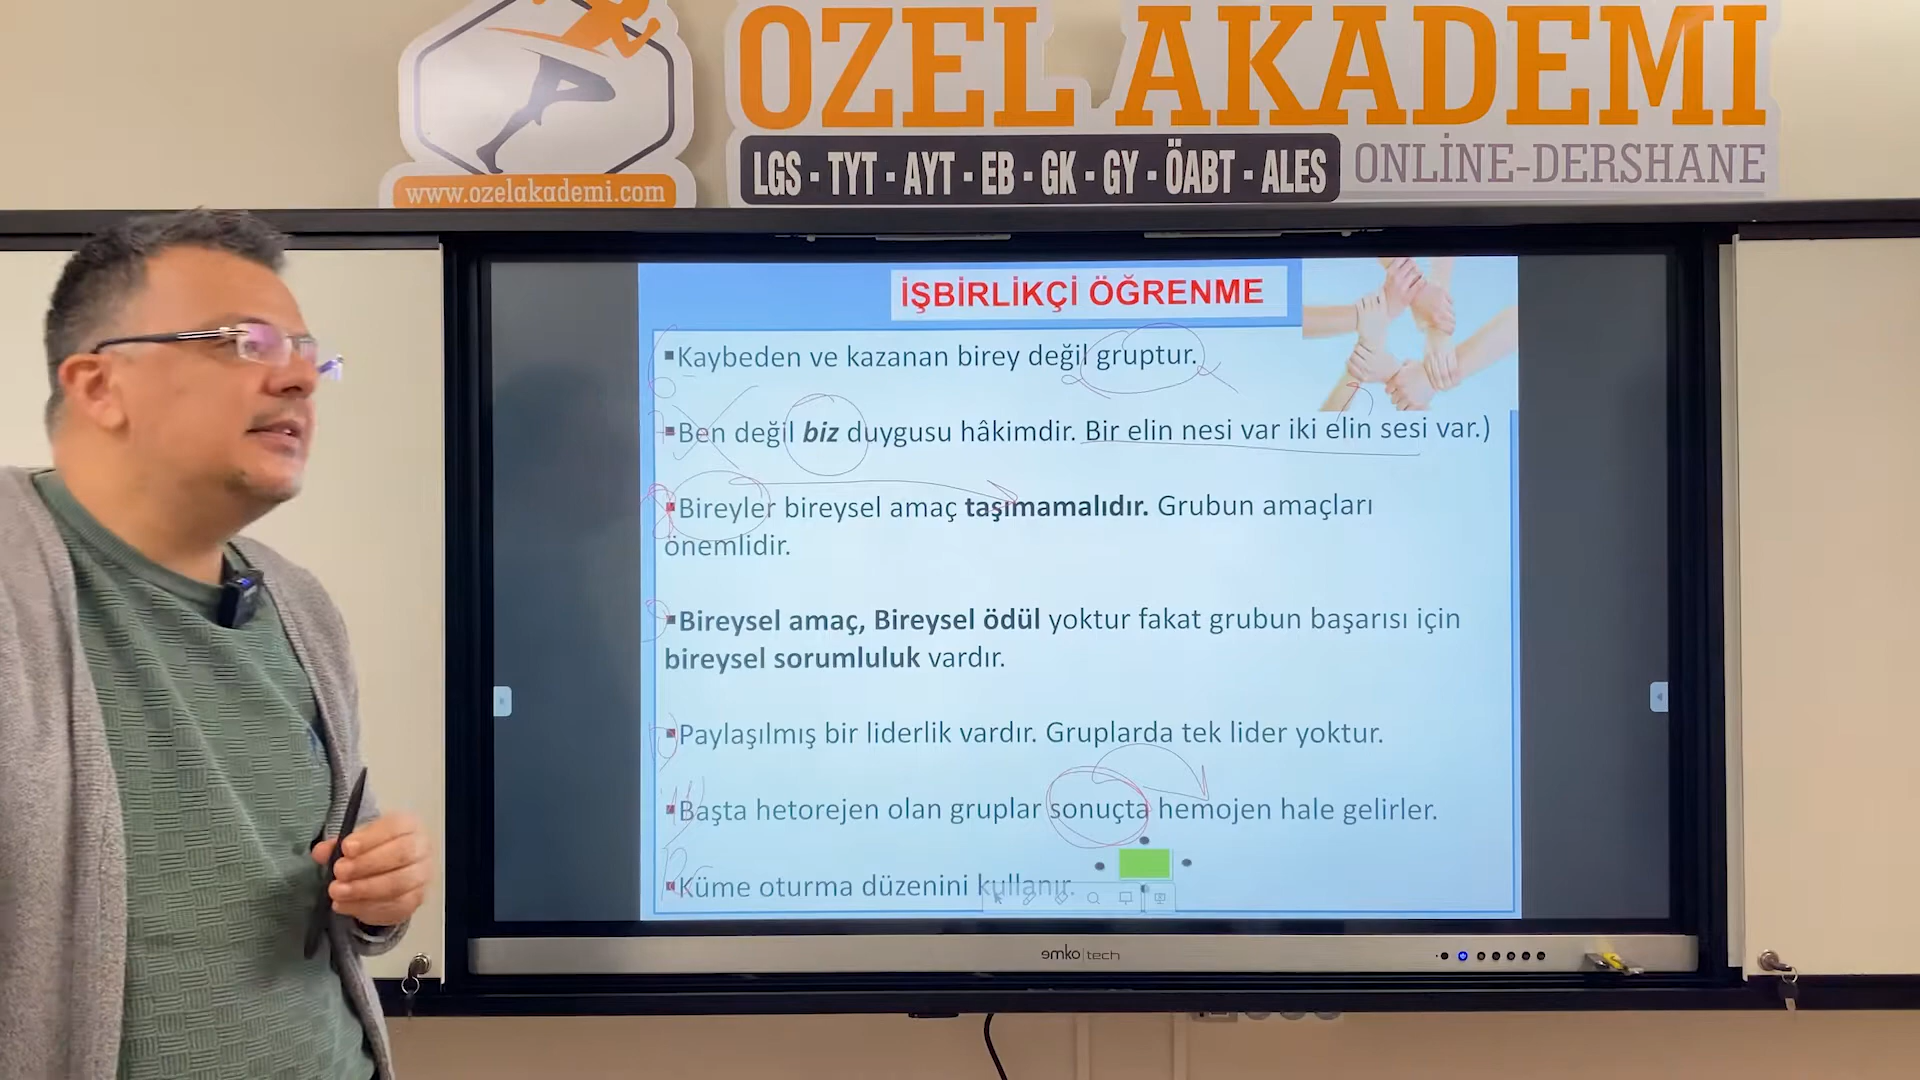 OZEL AKADEMİ
LGS - TYT - AYT - EB - GK - GY - ÖABT - ALES
ONLİNE-DERSHANE
www.ozelakademi.com
İŞBİRLİKÇİ ÖĞRENME
▪Kaybeden ve kazanan birey değil gruptur.
▪Ben değil biz duygusu hâkimdir. Bir elin nesi var iki elin sesi var.)
▪Bireyler bireysel amaç taşımamalıdır. Grubun amaçları
önemlidir.
▪Bireysel amaç, Bireysel ödül yoktur fakat grubun başarısı için
bireysel sorumluluk vardır.
▪Paylaşılmış bir liderlik vardır. Gruplarda tek lider yoktur.
▪Başta hetorejen olan gruplar sonuçta hemojen hale gelirler.
▪Küme oturma düzenini kullanır.
emko|tech